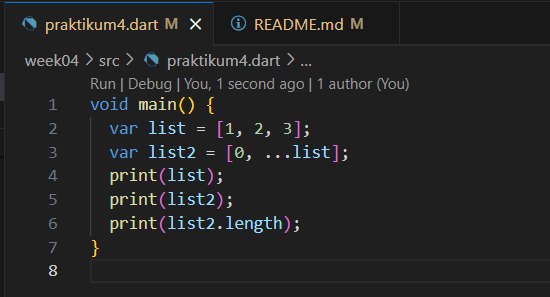 praktikum4.dart M × README.md M
week04 > src > praktikum4.dart > ...
Run | Debug | You, 1 second ago | 1 author (You)
1 void main() {
2   var list = [1, 2, 3];
3   var list2 = [0, ...list];
4   print(list);
5   print(list2);
6   print(list2.length);
7 }
8